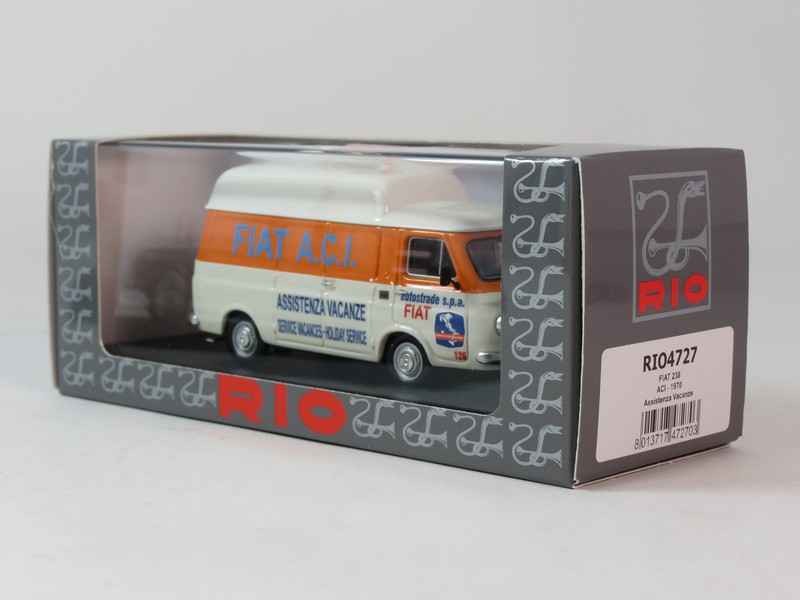 FIAT A.C.I.
ASSISTENZA VACANZE
SERVICE VACANCES - HOLIDAY SERVICE
autostrade s.p.a.
FIAT
126
RIO
RIO
RIO4727
FIAT 238
ACI - 1970
Assistenza Vacanze
8 013717 472703